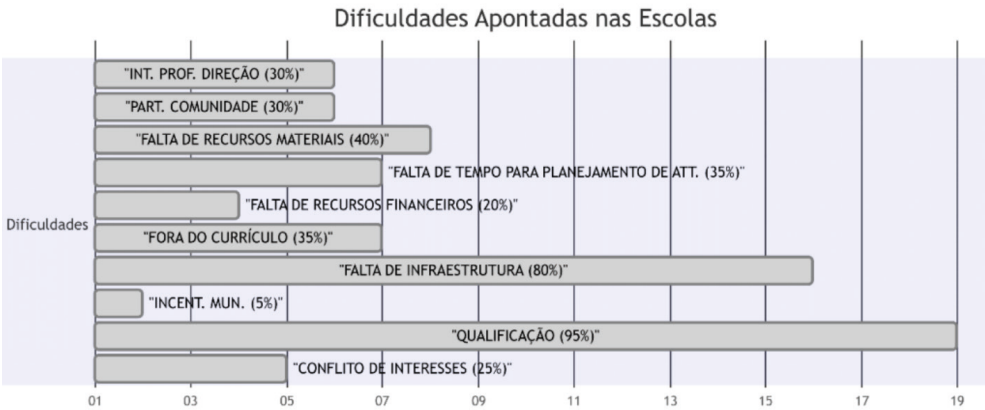 Dificuldades Apontadas nas Escolas
"INT. PROF. DIREÇÃO (30%)"
"PART. COMUNIDADE (30%)"
"FALTA DE RECURSOS MATERIAIS (40%)"
"FALTA DE TEMPO PARA PLANEJAMENTO DE ATT. (35%)"
"FALTA DE RECURSOS FINANCEIROS (20%)"
Dificuldades
"FORA DO CURRÍCULO (35%)"
"FALTA DE INFRAESTRUTURA (80%)"
"INCENT. MUN. (5%)"
"QUALIFICAÇÃO (95%)"
"CONFLITO DE INTERESSES (25%)"
01 03 05 07 09 11 13 15 17 19